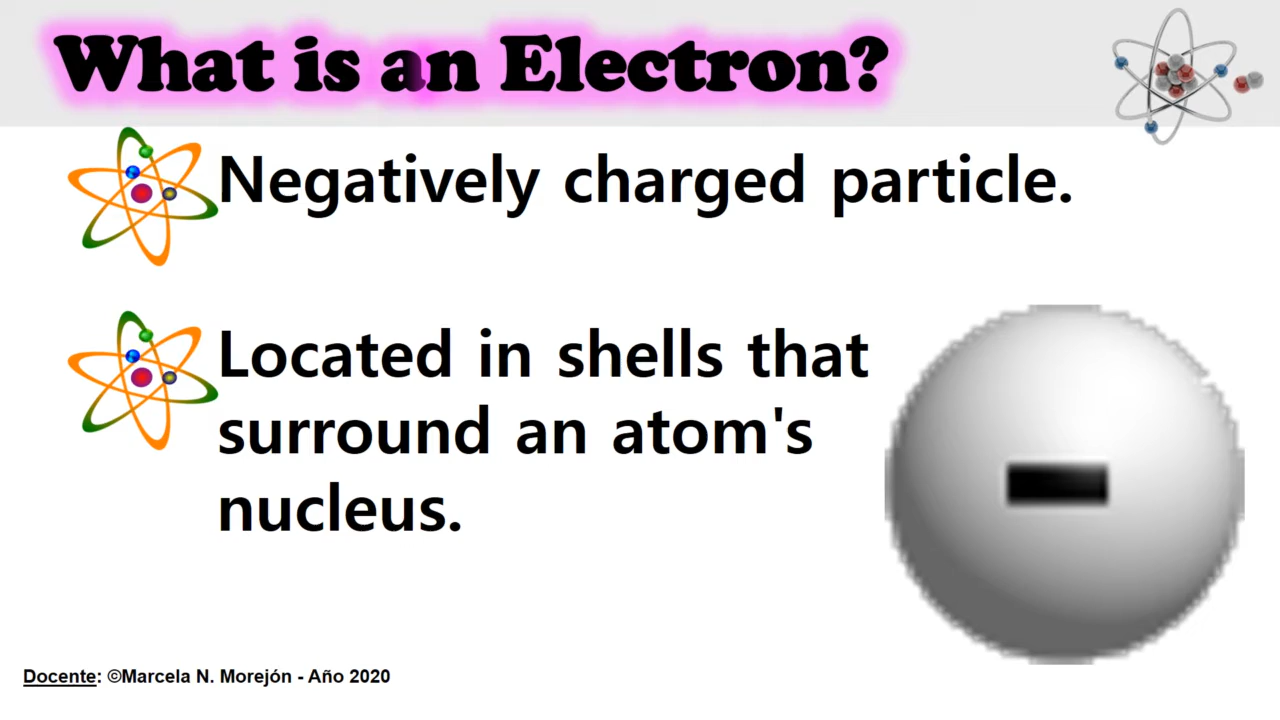 What is an Electron?
Negatively charged particle.
Located in shells that
surround an atom's
nucleus.
Docente: ©Marcela N. Morejón - Año 2020